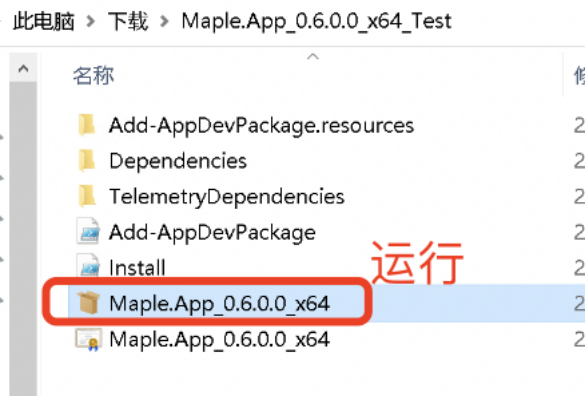 此电脑 > 下载 > Maple.App_0.6.0.0_x64_Test
名称
Add-AppDevPackage.resources
Dependencies
TelemetryDependencies
Add-AppDevPackage
Install
运行
Maple.App_0.6.0.0_x64
Maple.App_0.6.0.0_x64